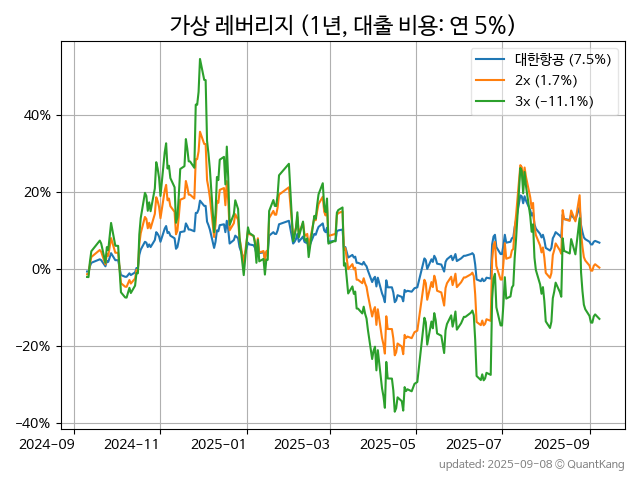 가상 레버리지 (1년, 대출 비용: 연 5%)
대한항공 (7.5%)
2x (1.7%)
3x (−11.1%)
40%
20%
0%
−20%
−40%
2024-09 2024-11 2025-01 2025-03 2025-05 2025-07 2025-09
updated: 2025-09-08 © QuantKang